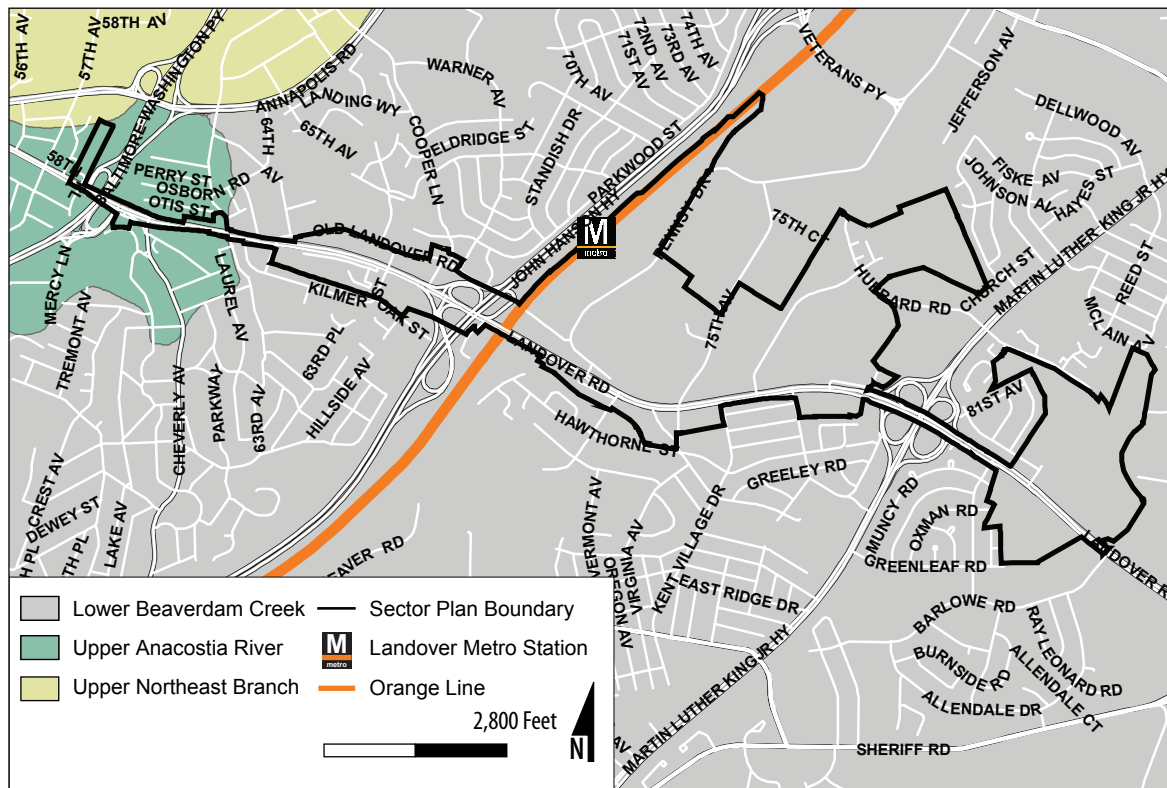 56TH AV
57TH AV
58TH AV
BALTIMORE-WASHINGTON PY
ANNAPOLIS RD
LANDING WY
64TH AV
65TH AV
WARNER AV
COOPER LN
ELDRIDGE ST
STANDISH DR
70TH AV
71ST AV
72ND AV
73RD AV
74TH AV
PARKWOOD ST
VETERANS PY
JEFFERSON AV
DELLWOOD AV
FISKE AV
JOHNSON AV
HAYES ST
MARTIN LUTHER KING JR HY
CHURCH ST
REED ST
MCLAIN AV
58TH
PERRY ST
OSBORN RD
OTIS ST
MERCY LN
TREMONT AV
LAUREL AV
OLD LANDOVER RD
KILMER ST
OAK ST
JOHN HANSON HY
M
metro
75TH CT
75TH AV
HUBBARD RD
81ST AV
63RD PL
HILLSIDE AV
63RD AV
PARKWAY
CHEVERLY AV
LANDOVER RD
HAWTHORNE ST
GREELEY RD
MUNCY RD
OXMAN RD
GREENLEAF RD
CREST AV
DEWEY ST
LAKE AV
TH PL
H PL
EAVER RD
VERMONT AV
VIRGINIA AV
KENT VILLAGE DR
EAST RIDGE DR
MARTIN LUTHER KING JR HY
BARLOWE RD
BURNSIDE RD
RAY LEONARD RD
ALLENDALE CT
ALLENDALE DR
SHERIFF RD
LANDOVER R
AV
Lower Beaverdam Creek
Upper Anacostia River
Upper Northeast Branch
Sector Plan Boundary
M
metro
Landover Metro Station
Orange Line
2,800 Feet
N